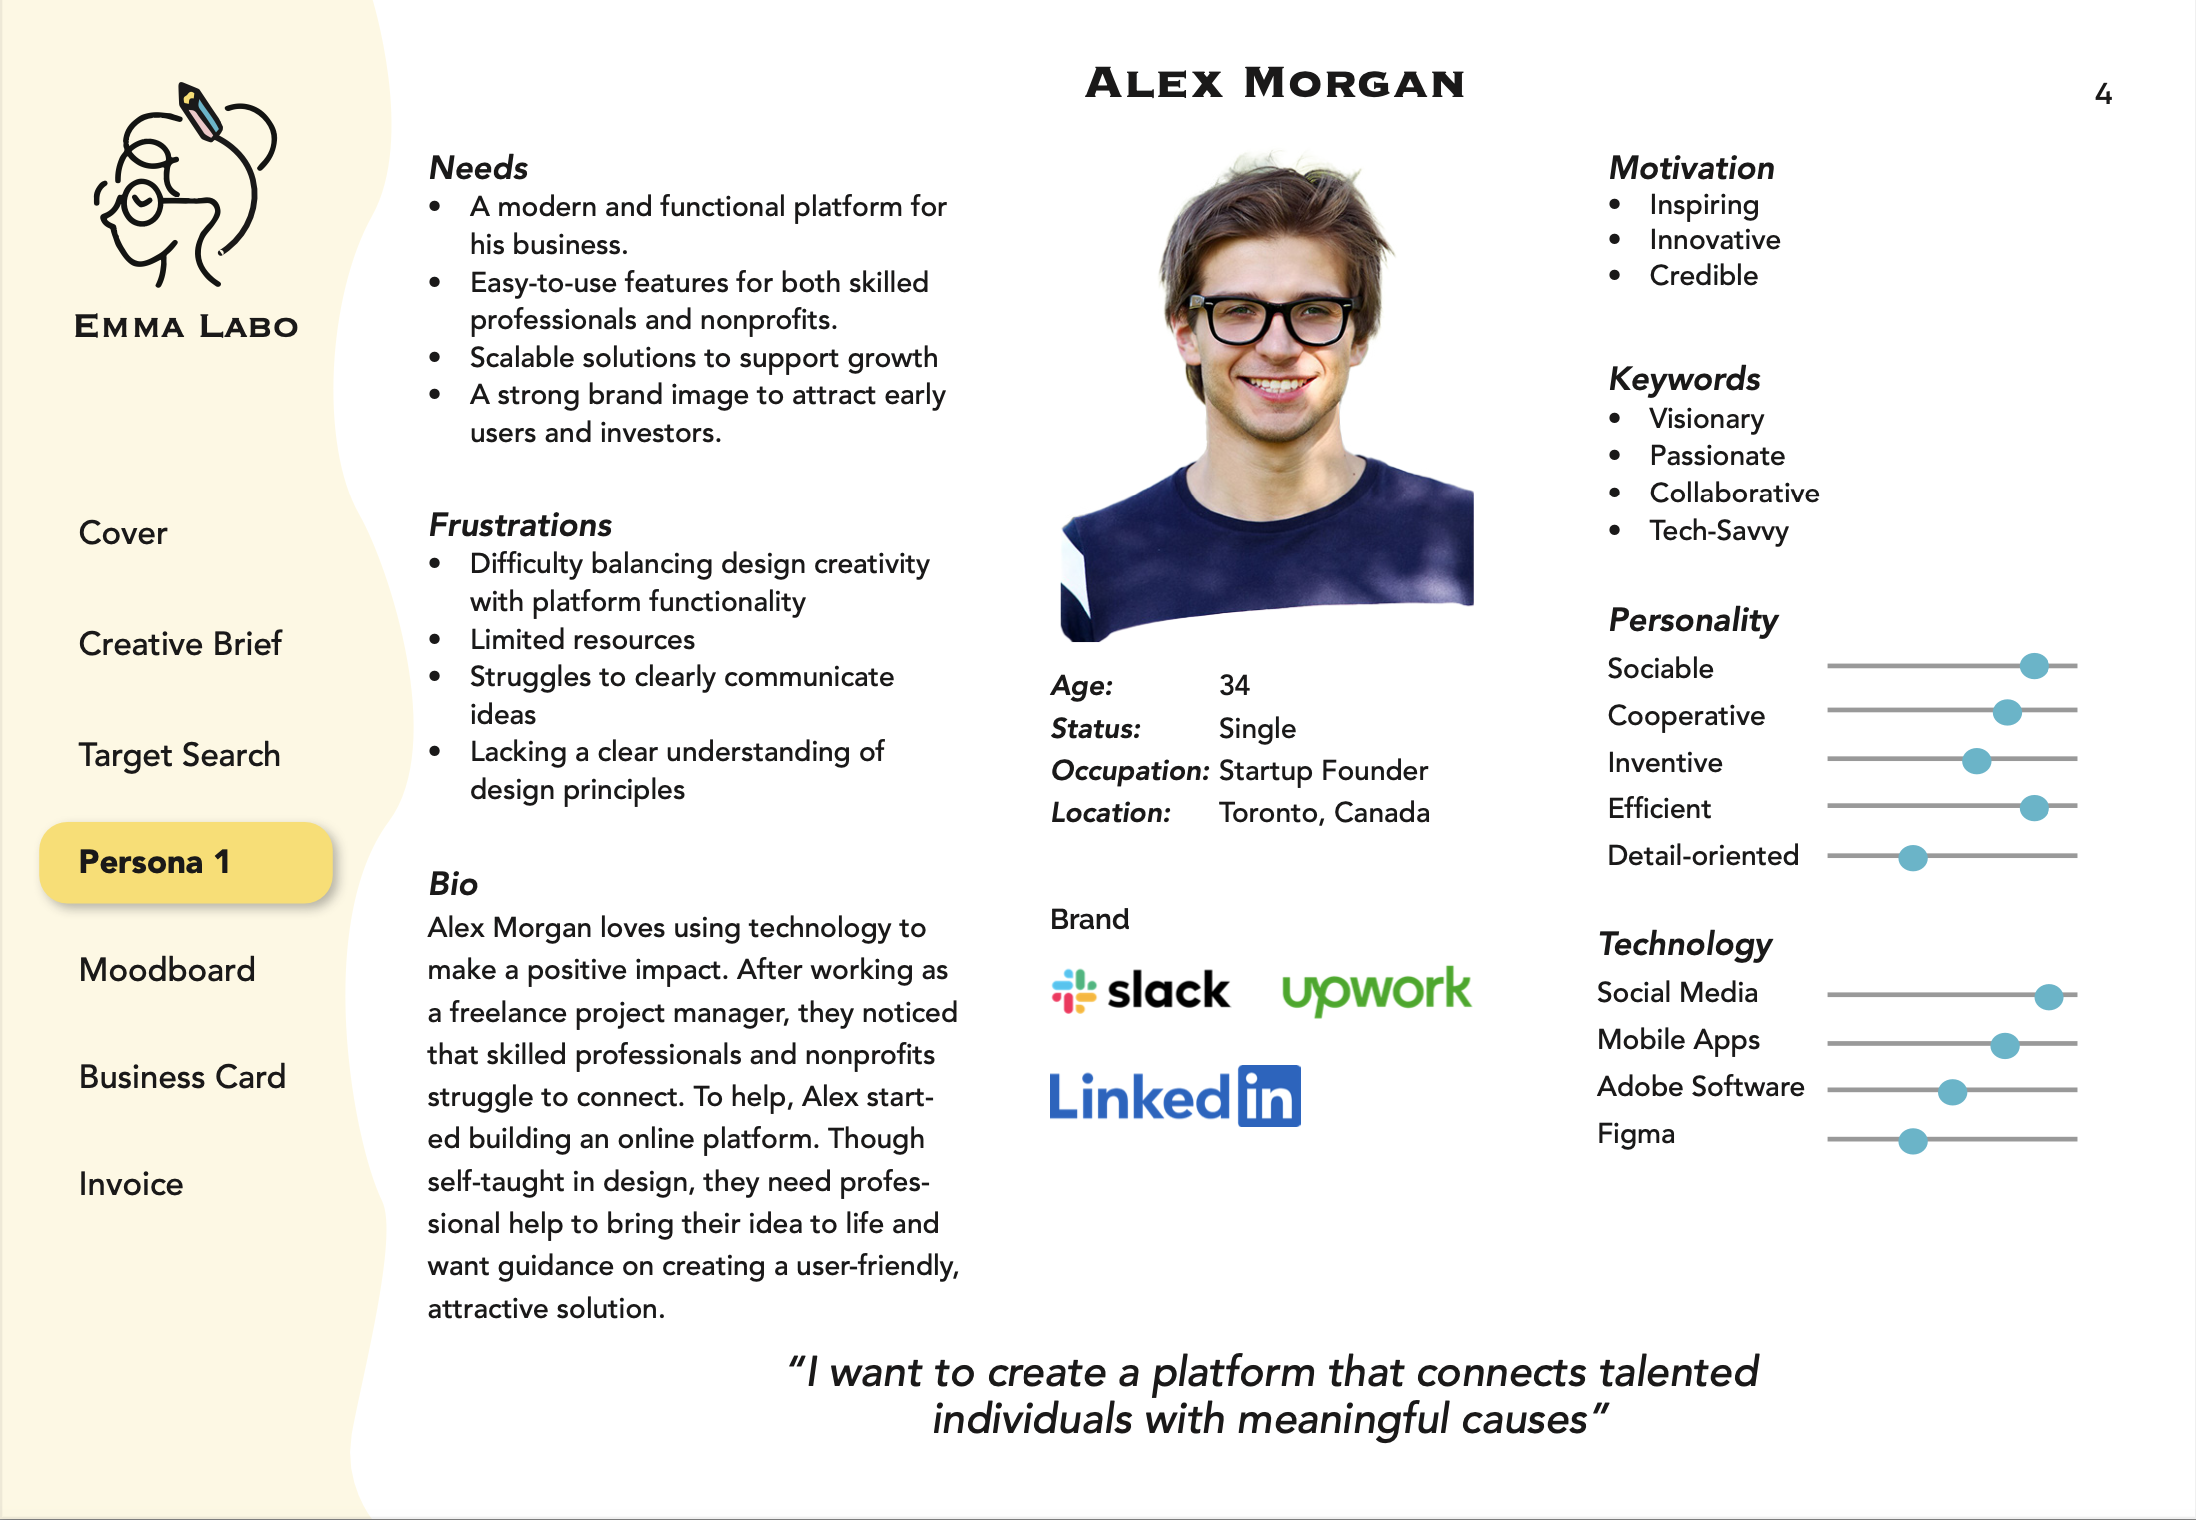 EMMA LABO
Cover
Creative Brief
Target Search
Persona 1
Moodboard
Business Card
Invoice
ALEX MORGAN
4
Needs
• A modern and functional platform for
his business.
• Easy-to-use features for both skilled
professionals and nonprofits.
• Scalable solutions to support growth
• A strong brand image to attract early
users and investors.
Frustrations
• Difficulty balancing design creativity
with platform functionality
• Limited resources
• Struggles to clearly communicate
ideas
• Lacking a clear understanding of
design principles
Bio
Alex Morgan loves using technology to
make a positive impact. After working as
a freelance project manager, they noticed
that skilled professionals and nonprofits
struggle to connect. To help, Alex start-
ed building an online platform. Though
self-taught in design, they need profes-
sional help to bring their idea to life and
want guidance on creating a user-friendly,
attractive solution.
Age: 34
Status: Single
Occupation: Startup Founder
Location: Toronto, Canada
Brand
slack
upwork
Linked in
Motivation
• Inspiring
• Innovative
• Credible
Keywords
• Visionary
• Passionate
• Collaborative
• Tech-Savvy
Personality
Sociable
Cooperative
Inventive
Efficient
Detail-oriented
Technology
Social Media
Mobile Apps
Adobe Software
Figma
“I want to create a platform that connects talented
individuals with meaningful causes”